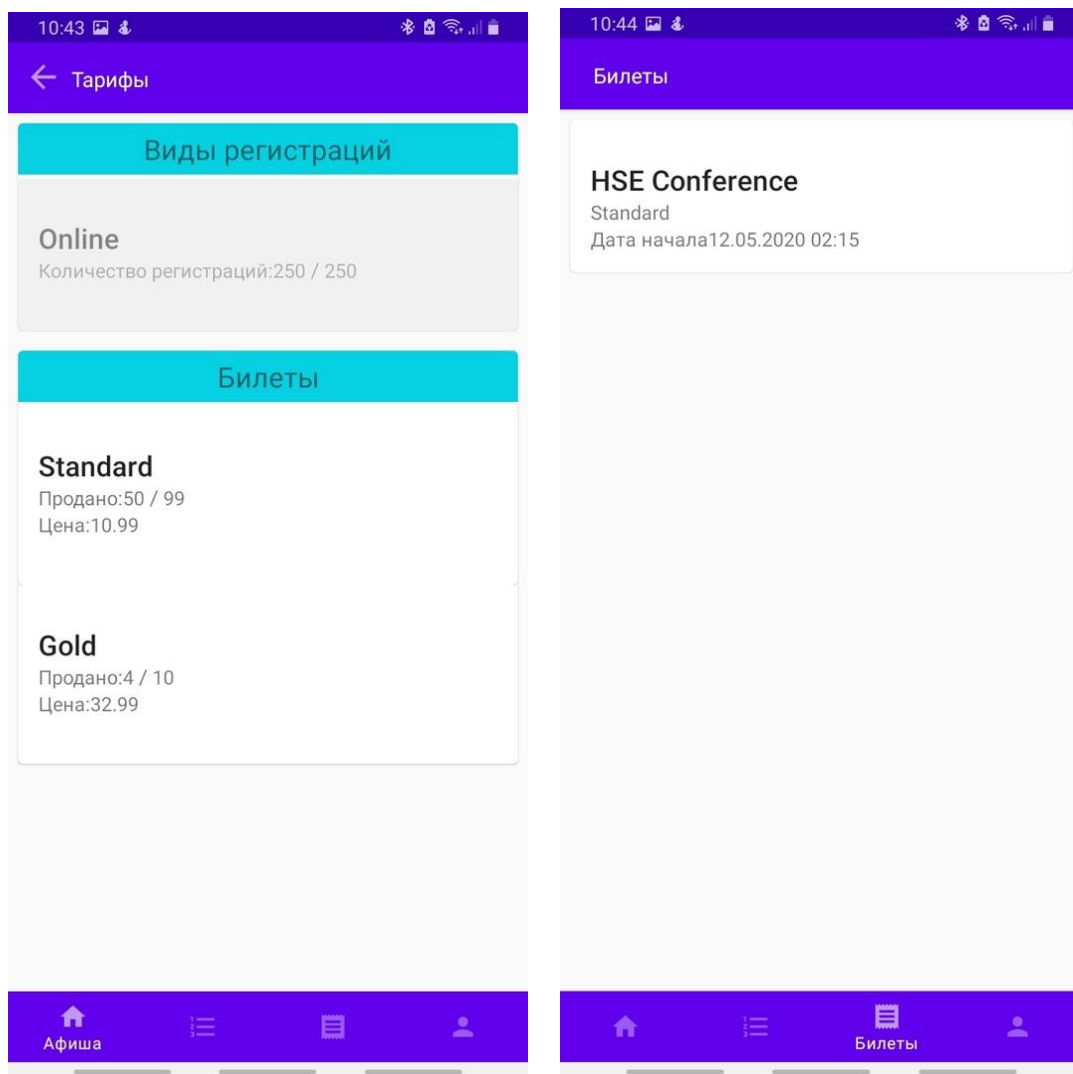 10:43
Тарифы
Виды регистраций
Online
Количество регистраций:250 / 250
Билеты
Standard
Продано:50 / 99
Цена:10.99
Gold
Продано:4 / 10
Цена:32.99
Афиша
10:44
Билеты
HSE Conference
Standard
Дата начала12.05.2020 02:15
Билеты